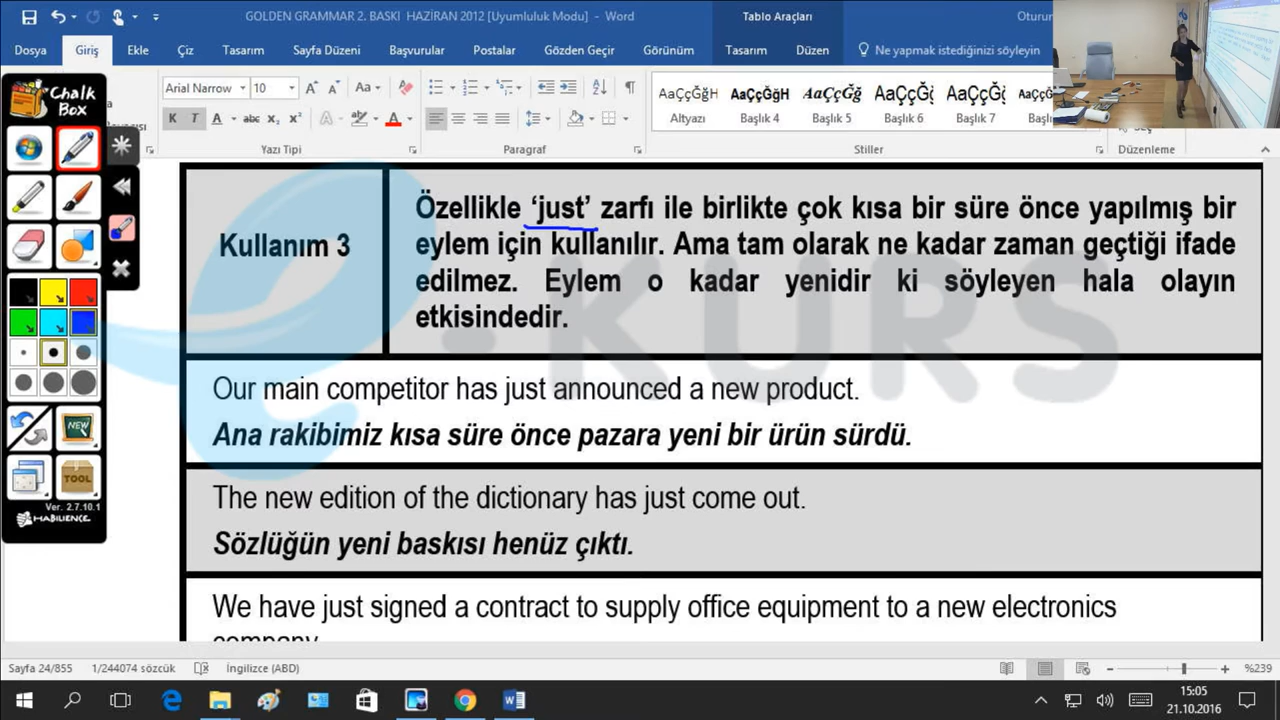 GOLDEN GRAMMAR 2. BASKI HAZİRAN 2012 [Uyumluluk Modu] - Word
Tablo Araçları
Oturum
Dosya Giriş Ekle Çiz Tasarım Sayfa Düzeni Başvurular Postalar Gözden Geçir Görünüm Tasarım Düzen Ne yapmak istediğinizi söyleyin
Chalk
Box
Arial Narrow 10
AaÇçĞğH AaÇçĞğH AaÇçĞğ AaÇçĞ AaÇçĞ
Altyazı Başlık 4 Başlık 5 Başlık 6 Başlık 7
Yazı Tipi Paragraf Stiller Düzenleme
Kullanım 3
Özellikle ‘just’ zarfı ile birlikte çok kısa bir süre önce yapılmış bir
eylem için kullanılır. Ama tam olarak ne kadar zaman geçtiği ifade
edilmez. Eylem o kadar yenidir ki söyleyen hala olayın
etkisindedir.
Our main competitor has just announced a new product.
Ana rakibimiz kısa süre önce pazara yeni bir ürün sürdü.
The new edition of the dictionary has just come out.
Sözlüğün yeni baskısı henüz çıktı.
We have just signed a contract to supply office equipment to a new electronics
company
e-KURS
NEW
TOOL
Ver. 2.7.10.1
HABILIENCE
Sayfa 24/855 1/244074 sözcük İngilizce (ABD) %239
15:05
21.10.2016